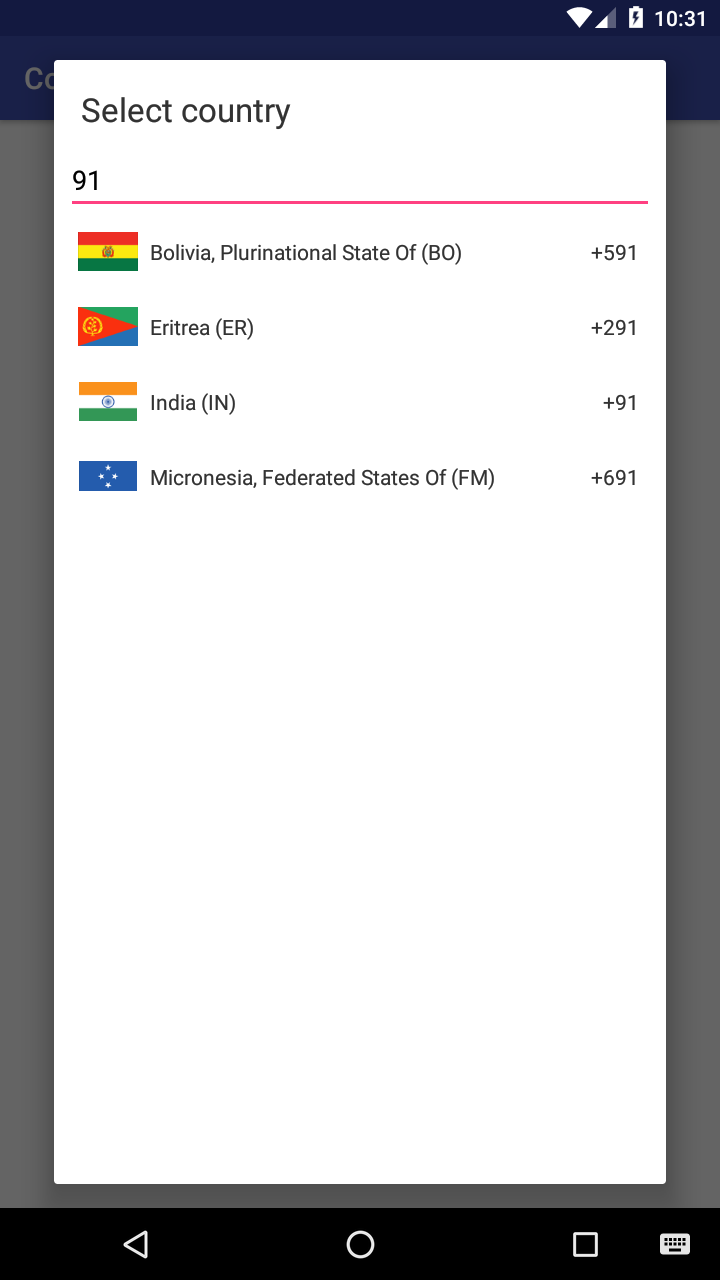 10:31
Co
Select country
91
Bolivia, Plurinational State Of (BO) +591
Eritrea (ER) +291
India (IN) +91
Micronesia, Federated States Of (FM) +691